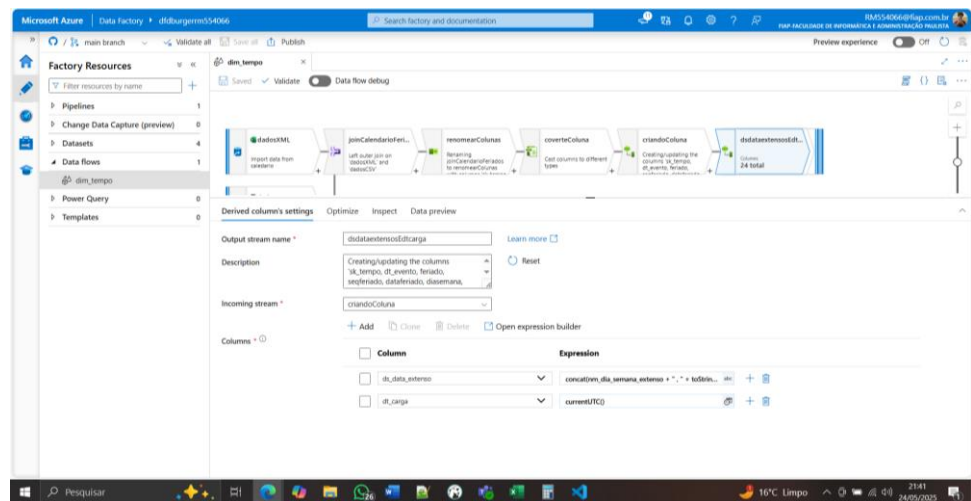 Microsoft Azure | Data Factory ▸ dfdburgerrm554066
Search factory and documentation
RM554066@fiap.com.br
FIAP-FACULDADE DE INFORMÁTICA E ADMINISTRAÇÃO PAULISTA
/ main branch
Validate all
Save all
Publish
Preview experience
Off
Factory Resources
Filter resources by name
Pipelines 1
Change Data Capture (preview) 0
Datasets 4
Data flows 1
dim_tempo
Power Query 0
Templates 0
dim_tempo
Saved
Validate
Data flow debug
dadosXML
Import data from
calendario
joinCalendarioFeri...
Left outer join on
'dadosXML' and
'dadosCSV'
renomearColunas
Renaming
joinCalendarioFeriados
to renomearColunas
coverteColuna
Cast columns to different
types
criandoColuna
Creating/updating the
columns 'sk_tempo,
dt_evento, feriado,
dsdataextensoEdt...
Columns:
24 total
Derived column's settings
Optimize
Inspect
Data preview
Output stream name *
dsdataextensosEdtcarga
Learn more
Description
Creating/updating the columns
'sk_tempo, dt_evento, feriado,
seqferiado, dataferiado, diasemana,
Reset
Incoming stream *
criandoColuna
+ Add
Clone
Delete
Open expression builder
Columns *
Column
Expression
ds_data_extenso
concat(nm_dia_semana_extenso + ", " + toStrin...
abc
dt_carga
currentUTC()
Pesquisar
26
16°C Limpo
21:41
24/05/2025